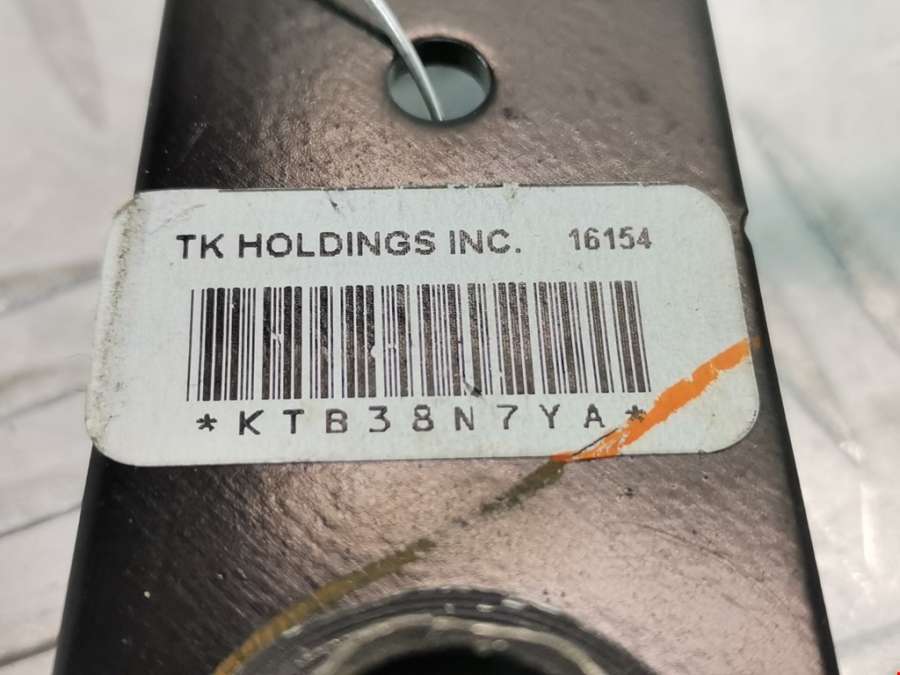 TK HOLDINGS INC. 16154
*KTB38N7YA*